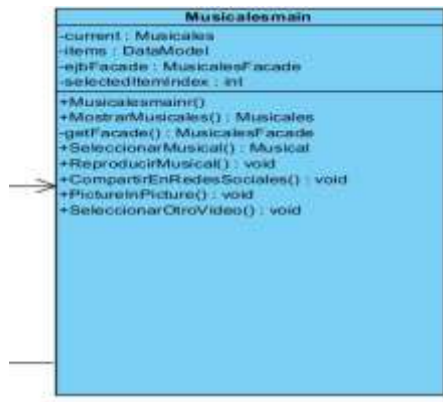 Musicalesmain
-current : Musicales
-items : DataModel
-ejbFacade : MusicalesFacade
-selectedItemIndex : int
+Musicalesmainr()
+MostrarMusicales() : Musicales
-getFacade() : MusicalesFacade
+SeleccionarMusical() : Musical
+ReproducirMusical() : void
+CompartirEnRedesSociales() : void
+PictureInPicture() : void
+SeleccionarOtroVideo() : void